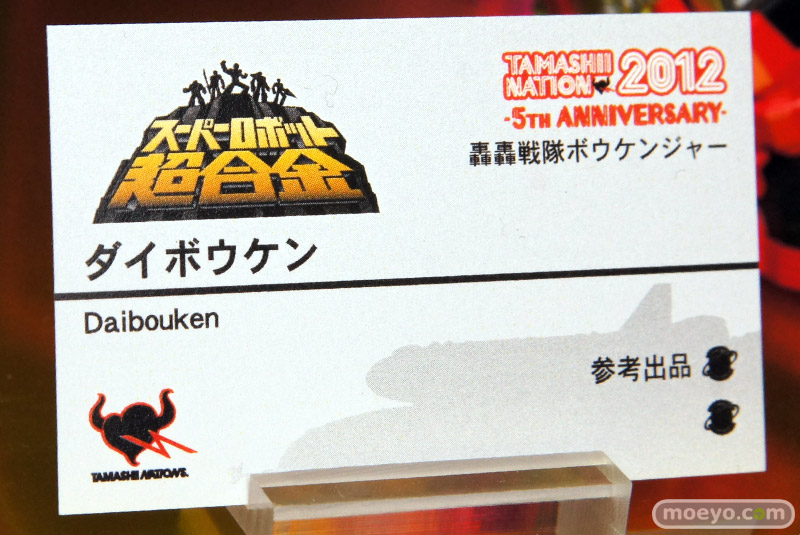 スーパーロボット
超合金
TAMASHII
NATION 2012
-5TH ANNIVERSARY-
轟轟戦隊ボウケンジャー
ダイボウケン
Daibouken
参考出品
TAMASHII NATIONS.
moeyo.com